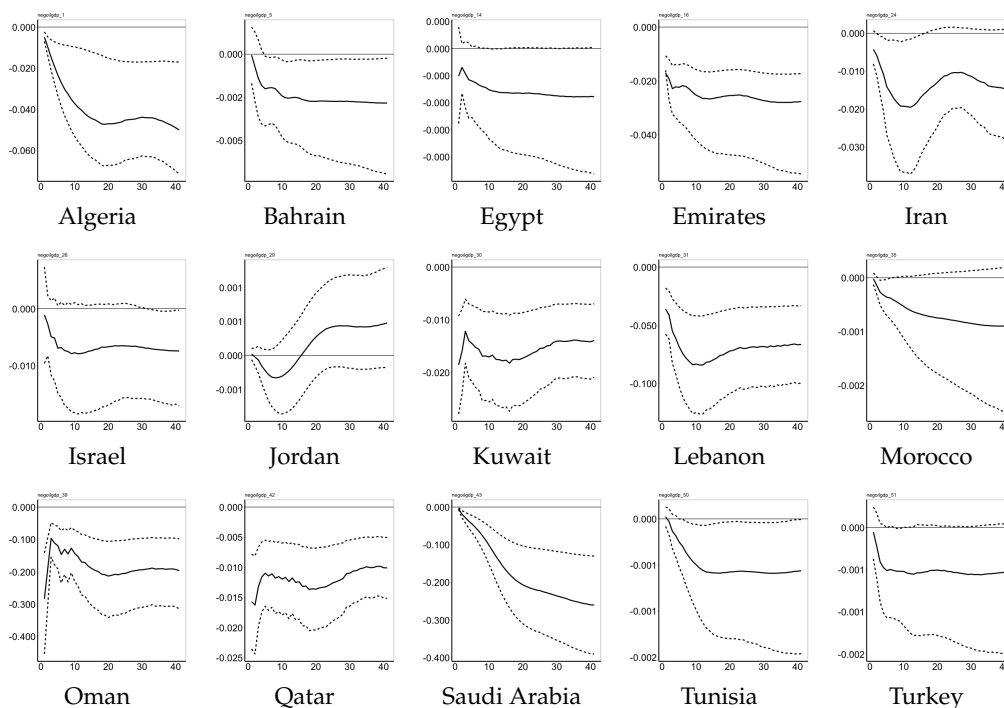 negoilgdp_1
0.000
-0.020
-0.040
-0.060
0 10 20 30 40
Algeria
negoilgdp_5
0.000
-0.002
-0.005
0 10 20 30 40
Bahrain
negoilgdp_14
0.000
-0.000
-0.000
-0.000
-0.000
0 10 20 30 40
Egypt
negoilgdp_16
0.000
-0.020
-0.040
0 10 20 30 40
Emirates
negoilgdp_24
0.000
-0.010
-0.020
-0.030
0 10 20 30 40
Iran
negoilgdp_26
0.000
-0.010
0 10 20 30 40
Israel
negoilgdp_29
0.001
0.001
0.000
-0.001
0 10 20 30 40
Jordan
negoilgdp_30
0.000
-0.010
-0.020
0 10 20 30 40
Kuwait
negoilgdp_31
0.000
-0.050
-0.100
0 10 20 30 40
Lebanon
negoilgdp_35
0.000
-0.001
-0.002
0 10 20 30 40
Morocco
negoilgdp_39
0.000
-0.100
-0.200
-0.300
-0.400
0 10 20 30 40
Oman
negoilgdp_42
0.000
-0.005
-0.010
-0.015
-0.020
-0.025
0 10 20 30 40
Qatar
negoilgdp_43
0.000
-0.100
-0.200
-0.300
-0.400
0 10 20 30 40
Saudi Arabia
negoilgdp_50
0.000
-0.001
-0.001
-0.002
0 10 20 30 40
Tunisia
negoilgdp_51
0.000
-0.001
-0.001
-0.002
0 10 20 30 40
Turkey